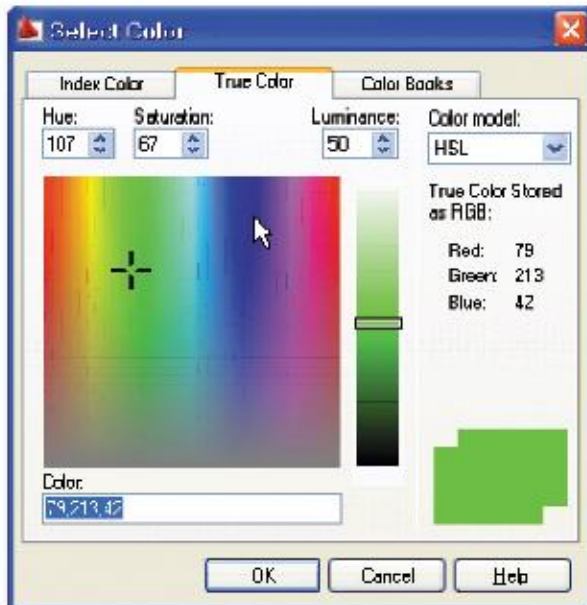 Select Color
Index Color True Color Color Books
Hue: Saturation: Luminance: Color model:
107 67 50 HSL
True Color Stored
as RGB:
Red: 79
Green: 213
Blue: 42
Color:
79,213,42
OK Cancel Help